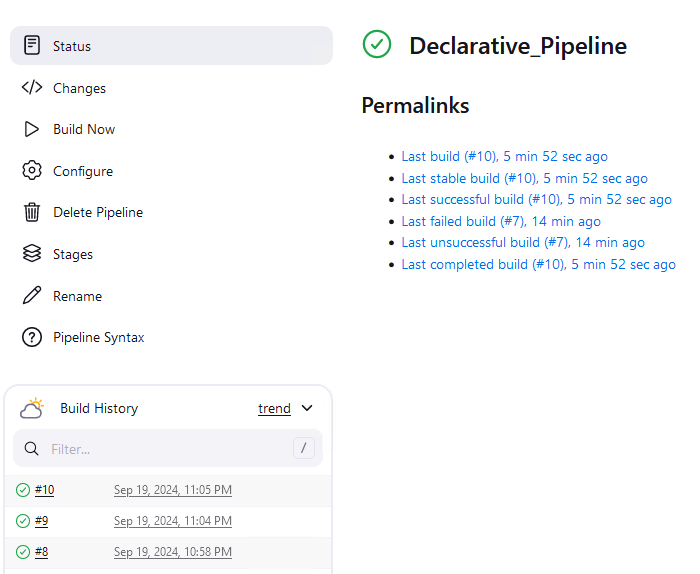 Status
Changes
Build Now
Configure
Delete Pipeline
Stages
Rename
Pipeline Syntax
Build History trend
Filter... /
#10 Sep 19, 2024, 11:05 PM
#9 Sep 19, 2024, 11:04 PM
#8 Sep 19, 2024, 10:58 PM
Declarative_Pipeline
Permalinks
Last build (#10), 5 min 52 sec ago
Last stable build (#10), 5 min 52 sec ago
Last successful build (#10), 5 min 52 sec ago
Last failed build (#7), 14 min ago
Last unsuccessful build (#7), 14 min ago
Last completed build (#10), 5 min 52 sec ago